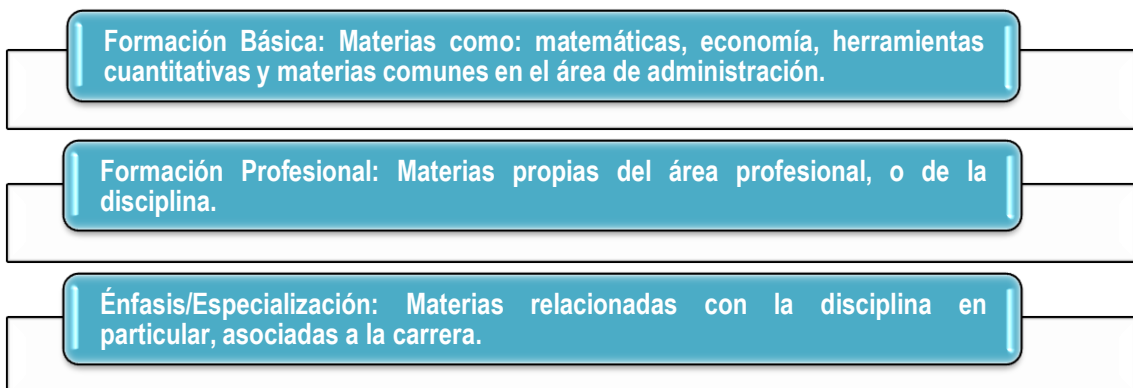 Formación Básica: Materias como: matemáticas, economía, herramientas
cuantitativas y materias comunes en el área de administración.
Formación Profesional: Materias propias del área profesional, o de la
disciplina.
Énfasis/Especialización: Materias relacionadas con la disciplina en
particular, asociadas a la carrera.